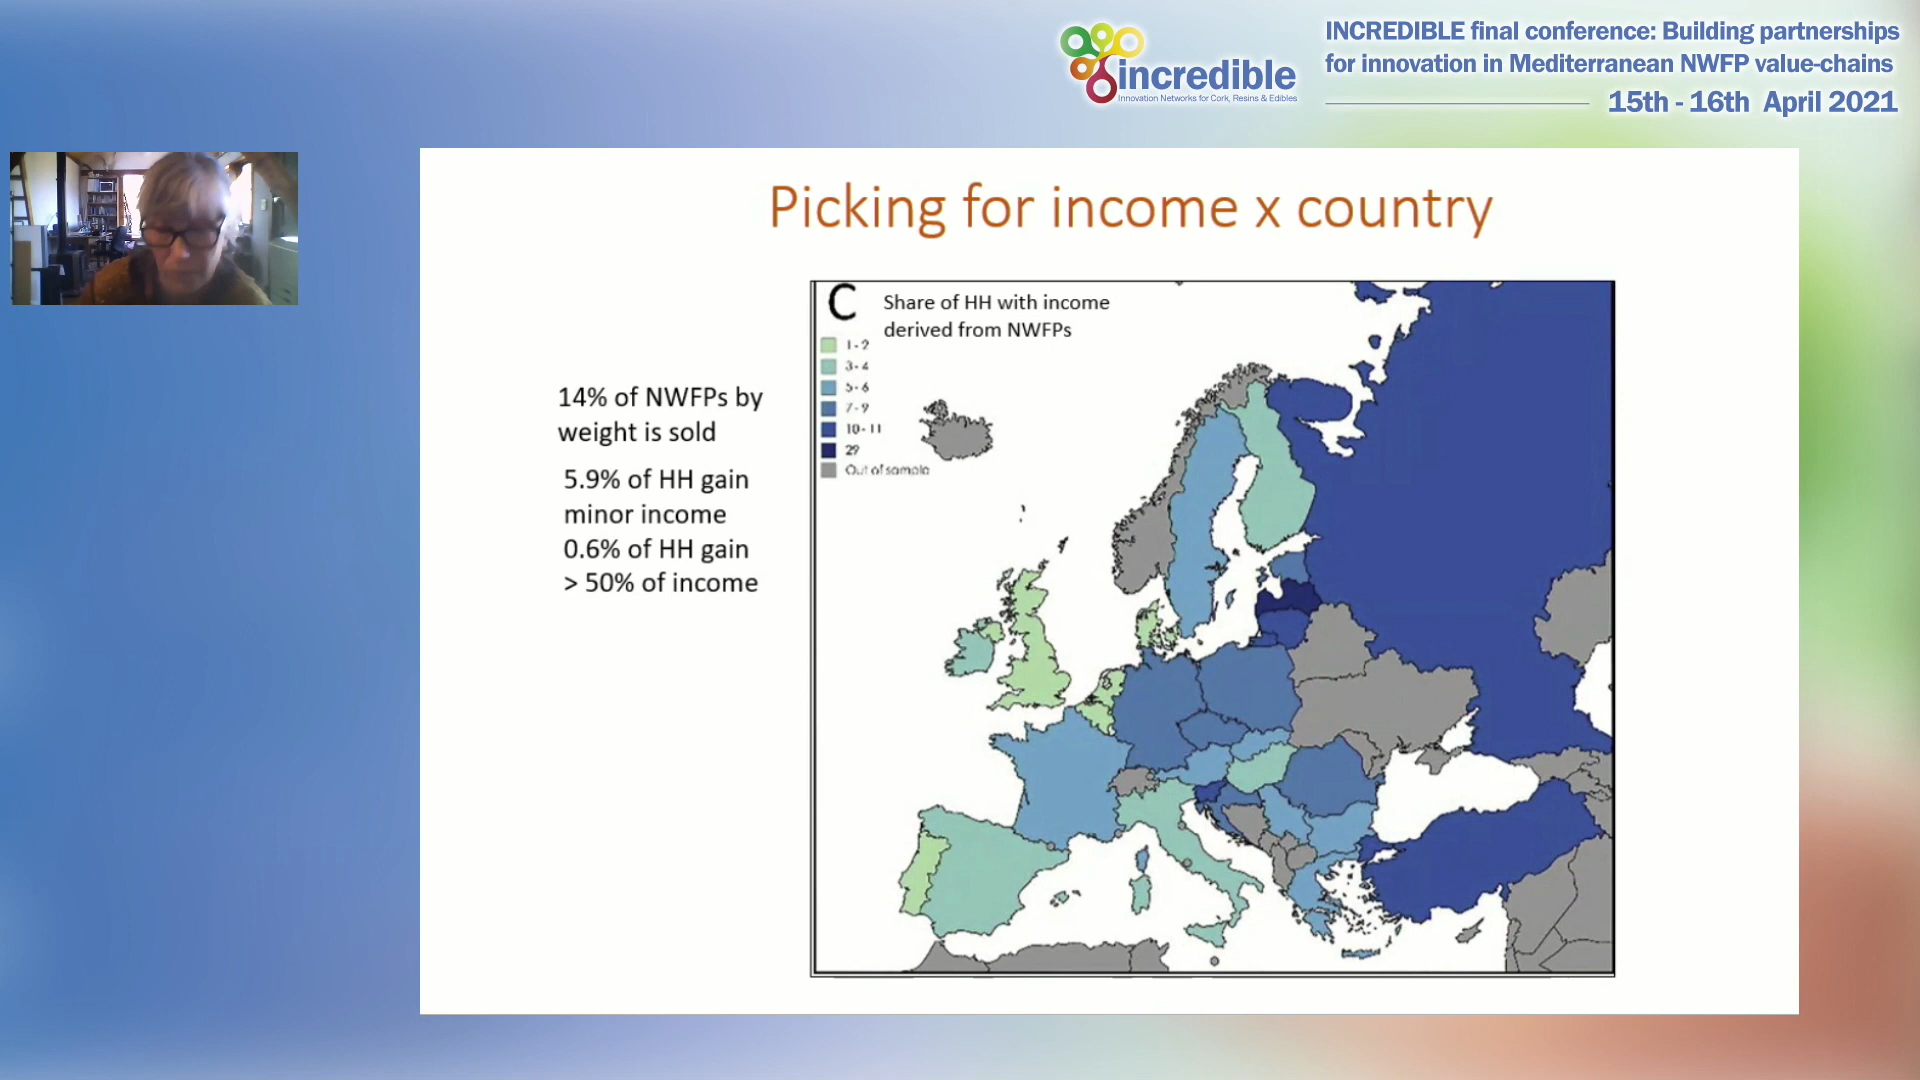 incredible
Innovation Networks for Cork, Resins & Edibles
INCREDIBLE final conference: Building partnerships
for innovation in Mediterranean NWFP value-chains
15th - 16th April 2021
Picking for income x country
C
Share of HH with income
derived from NWFPs
1-2
3-4
5-6
7-9
10-11
29
Out of sample
14% of NWFPs by
weight is sold
5.9% of HH gain
minor income
0.6% of HH gain
> 50% of income